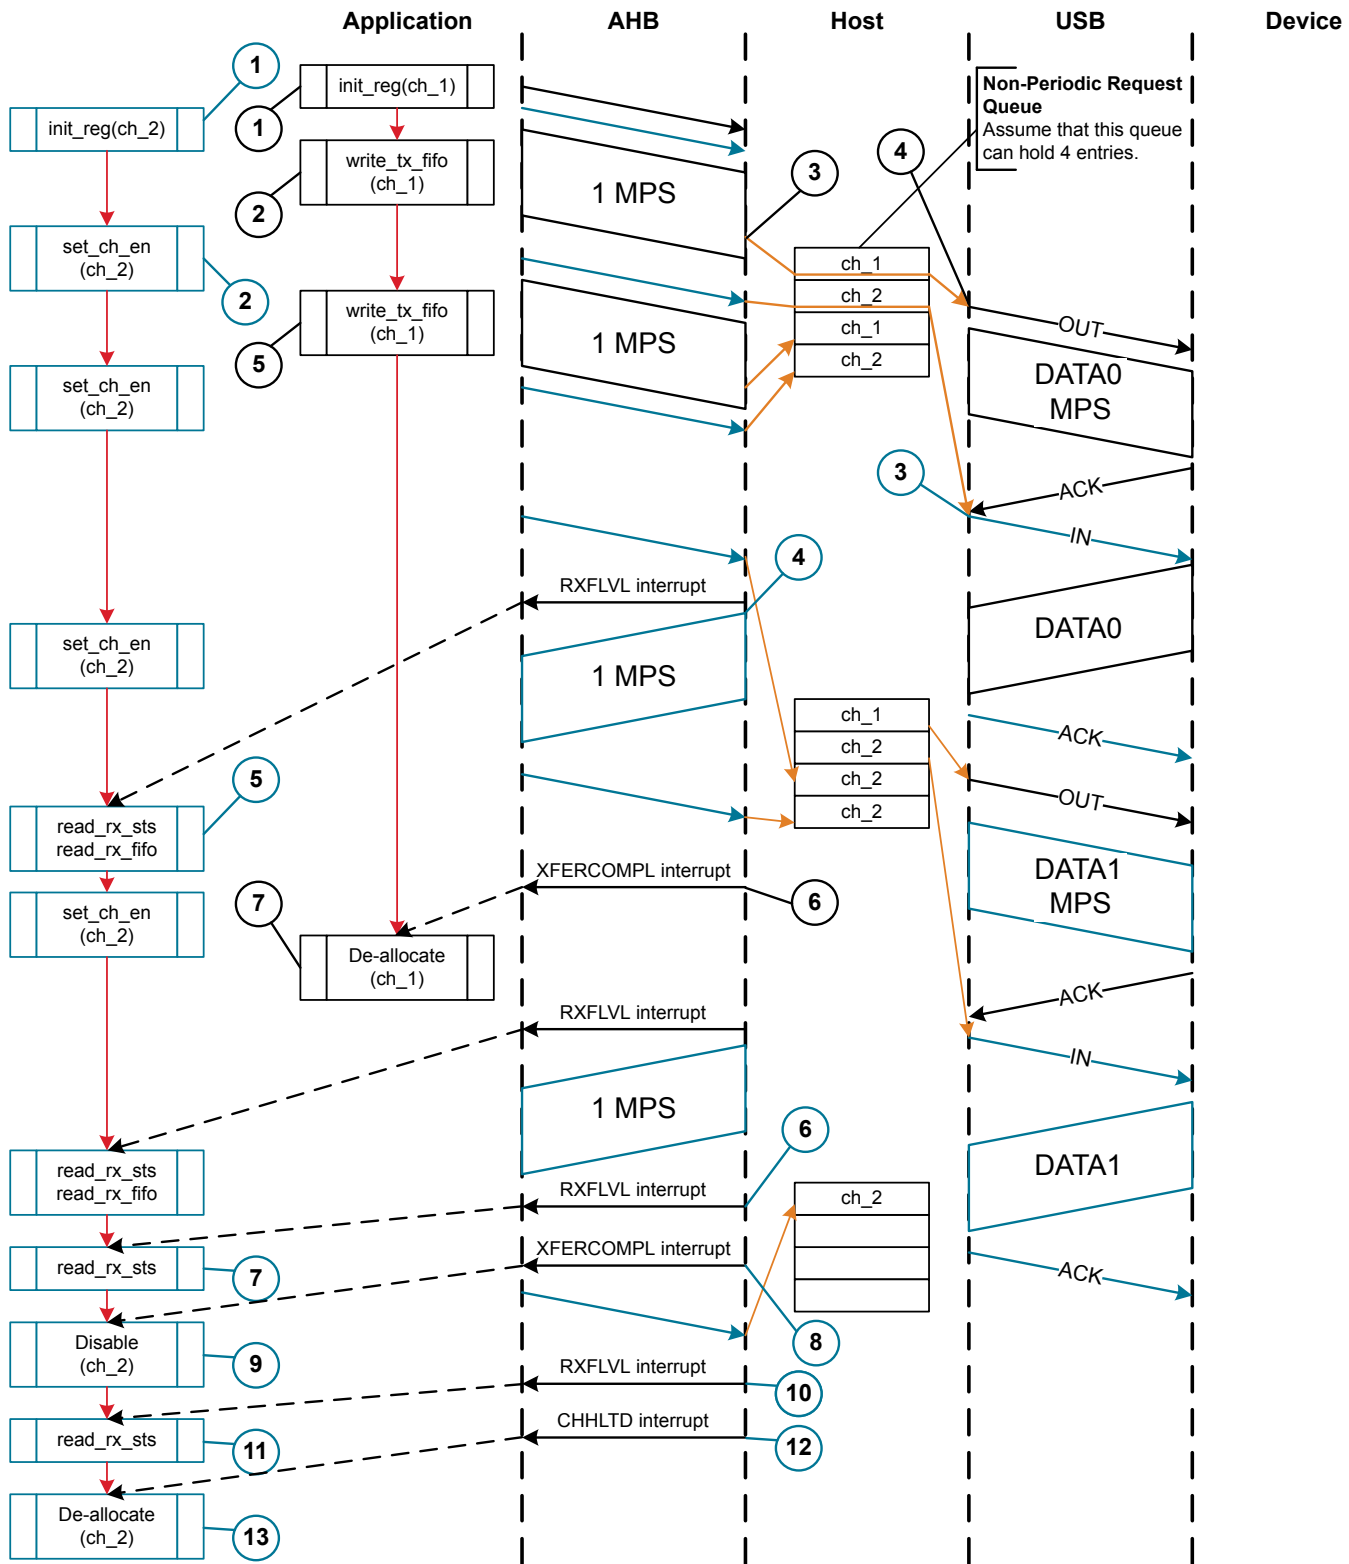 Application
AHB
Host
USB
Device
1
init_reg(ch_1)
Non-Periodic Request
Queue
Assume that this queue
can hold 4 entries.
init_reg(ch_2)
1
write_tx_fifo
(ch_1)
1 MPS
3
4
2
set_ch_en
(ch_2)
2
ch_1
ch_2
ch_1
ch_2
write_tx_fifo
(ch_1)
5
1 MPS
OUT
DATA0
MPS
set_ch_en
(ch_2)
3
ACK
IN
4
RXFLVL interrupt
set_ch_en
(ch_2)
1 MPS
DATA0
ch_1
ch_2
ch_2
ch_2
ACK
5
OUT
read_rx_sts
read_rx_fifo
XFERCOMPL interrupt
DATA1
MPS
set_ch_en
(ch_2)
7
6
De-allocate
(ch_1)
ACK
RXFLVL interrupt
IN
1 MPS
6
read_rx_sts
read_rx_fifo
DATA1
RXFLVL interrupt
ch_2
XFERCOMPL interrupt
read_rx_sts
7
ACK
Disable
(ch_2)
9
8
RXFLVL interrupt
10
CHHLTD interrupt
read_rx_sts
11
12
De-allocate
(ch_2)
13